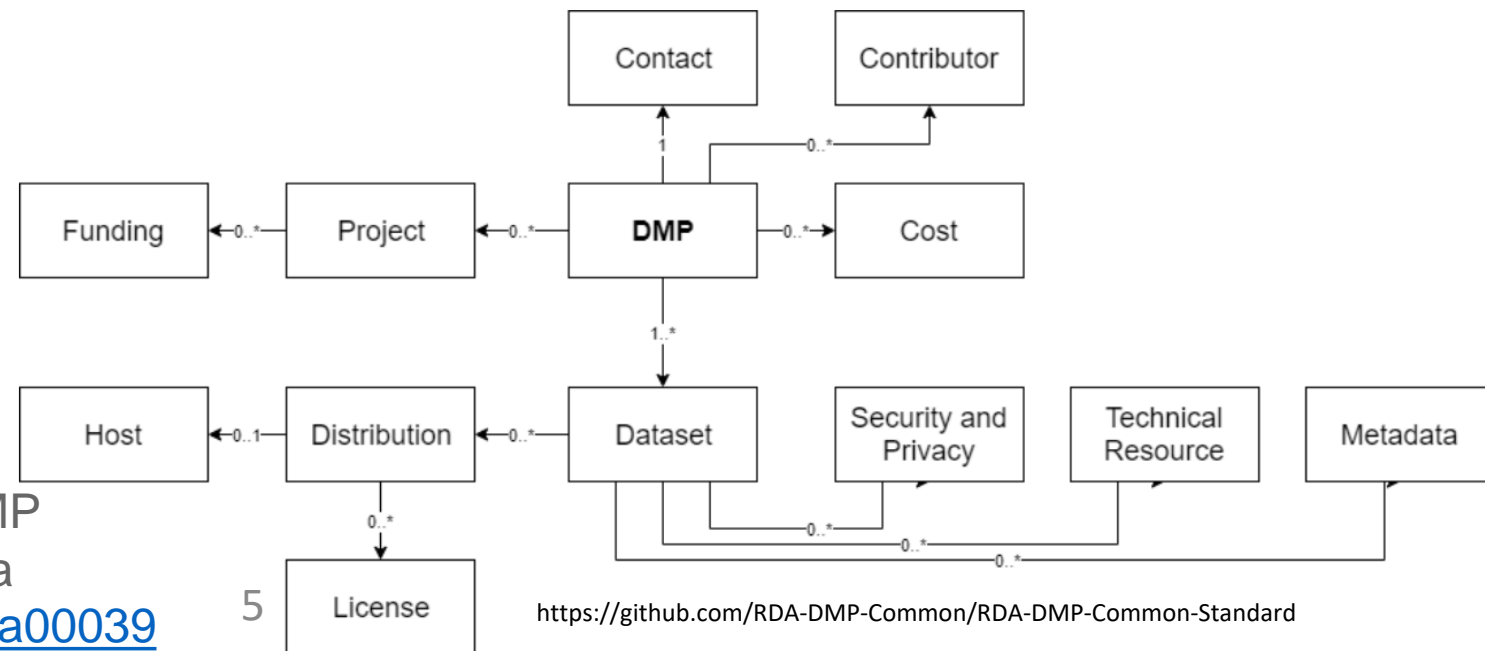 Contact
Contributor
1
0..*
Funding
0..*
Project
0..*
DMP
0..*
Cost
1..*
Host
0..1
Distribution
0..*
Dataset
Security and
Privacy
Technical
Resource
Metadata
0..*
0..*
0..*
0..*
MP
a
5
License
https://github.com/RDA-DMP-Common/RDA-DMP-Common-Standard
a00039